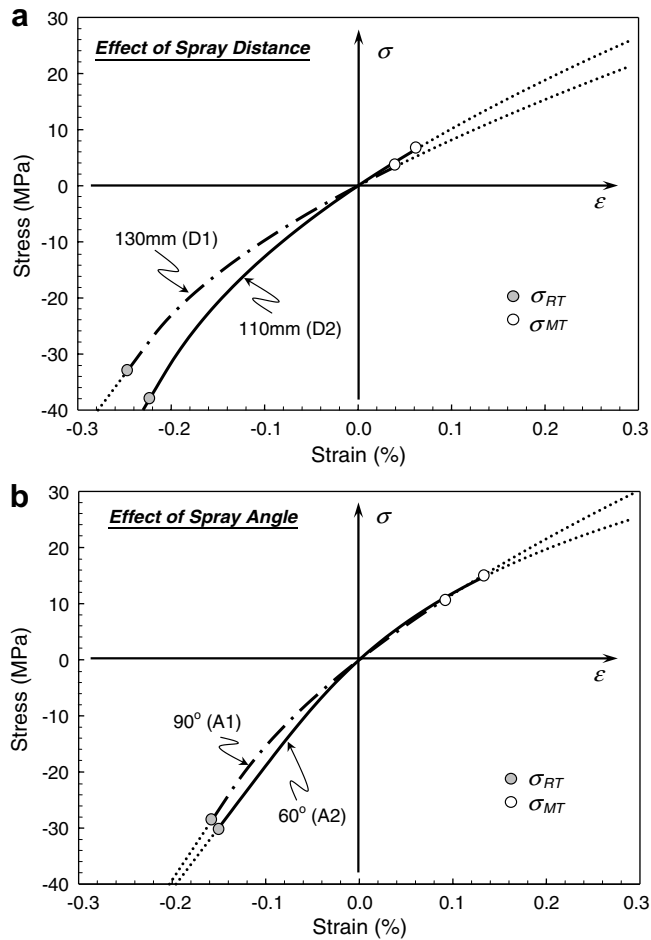 a
Effect of Spray Distance
σ
30
20
10
0
-10
-20
-30
-40
Stress (MPa)
ε
130mm (D1)
110mm (D2)
σRT
σMT
-0.3 -0.2 -0.1 0.0 0.1 0.2 0.3
Strain (%)
b
Effect of Spray Angle
σ
30
20
10
0
-10
-20
-30
-40
Stress (MPa)
ε
90° (A1)
60° (A2)
σRT
σMT
-0.3 -0.2 -0.1 0.0 0.1 0.2 0.3
Strain (%)